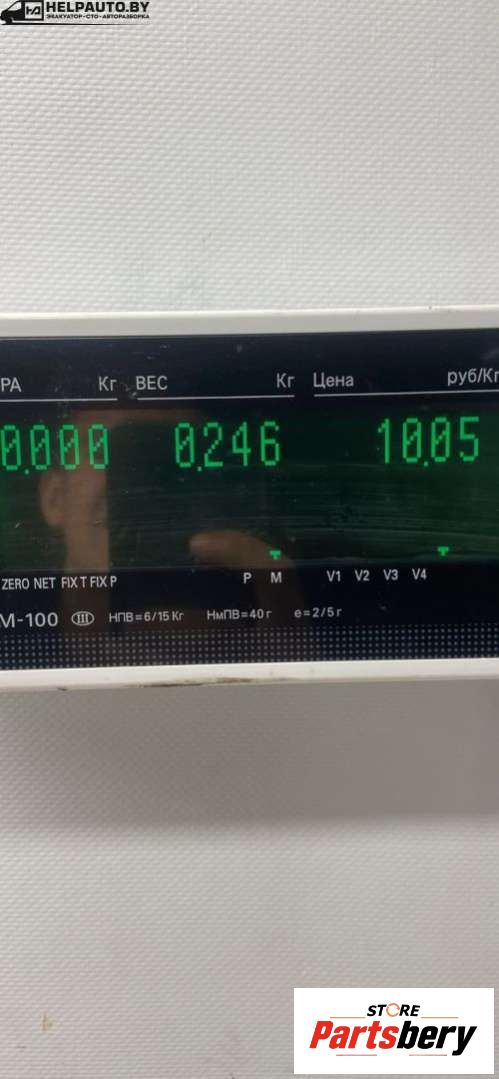 HELPAUTO.BY
ЭВАКУАТОР-СТО-АВТОРАЗБОРКА
РА Кг ВЕС Кг Цена руб/Кг
0.000 0.246 10.05
ZERO NET FIX T FIX P P M V1 V2 V3 V4
M-100 III НПВ=6/15 Кг НмПВ=40 г e=2/5 г
STORE
Partsbery